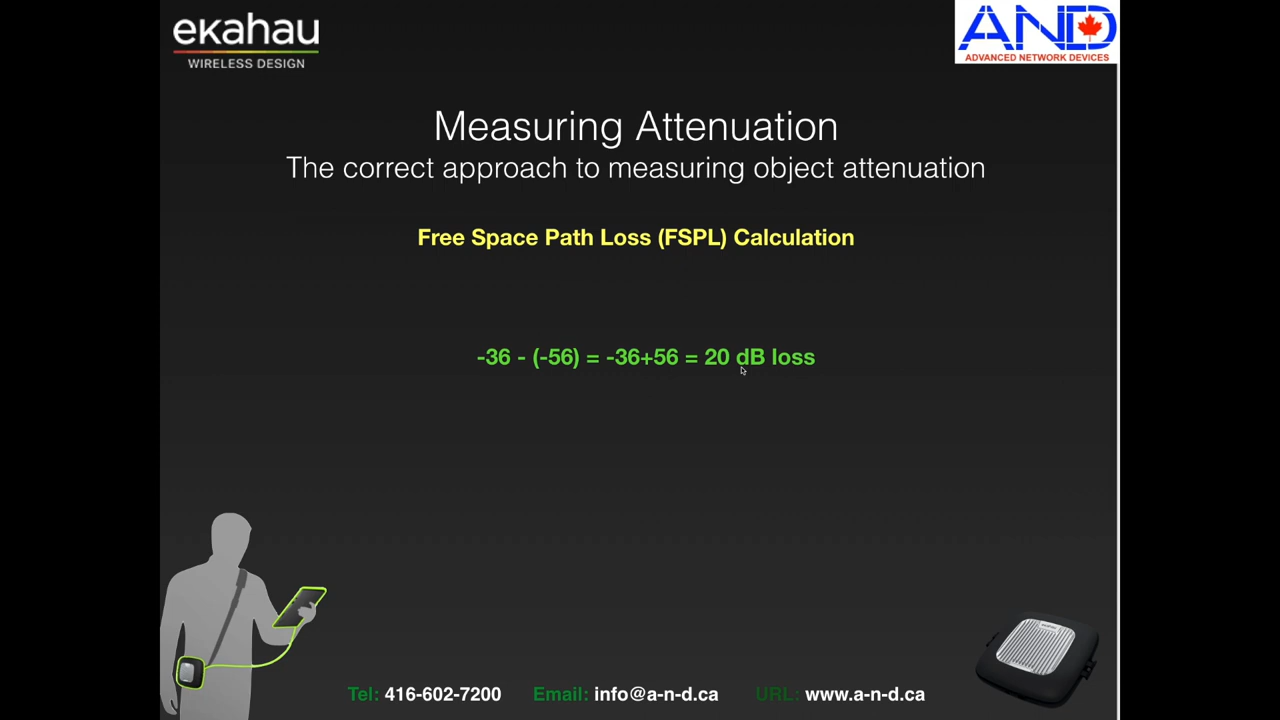 ekahau
WIRELESS DESIGN
AND
ADVANCED NETWORK DEVICES
Measuring Attenuation
The correct approach to measuring object attenuation
Free Space Path Loss (FSPL) Calculation
-36 - (-56) = -36+56 = 20 dB loss
ekahau
Tel: 416-602-7200 Email: info@a-n-d.ca URL: www.a-n-d.ca